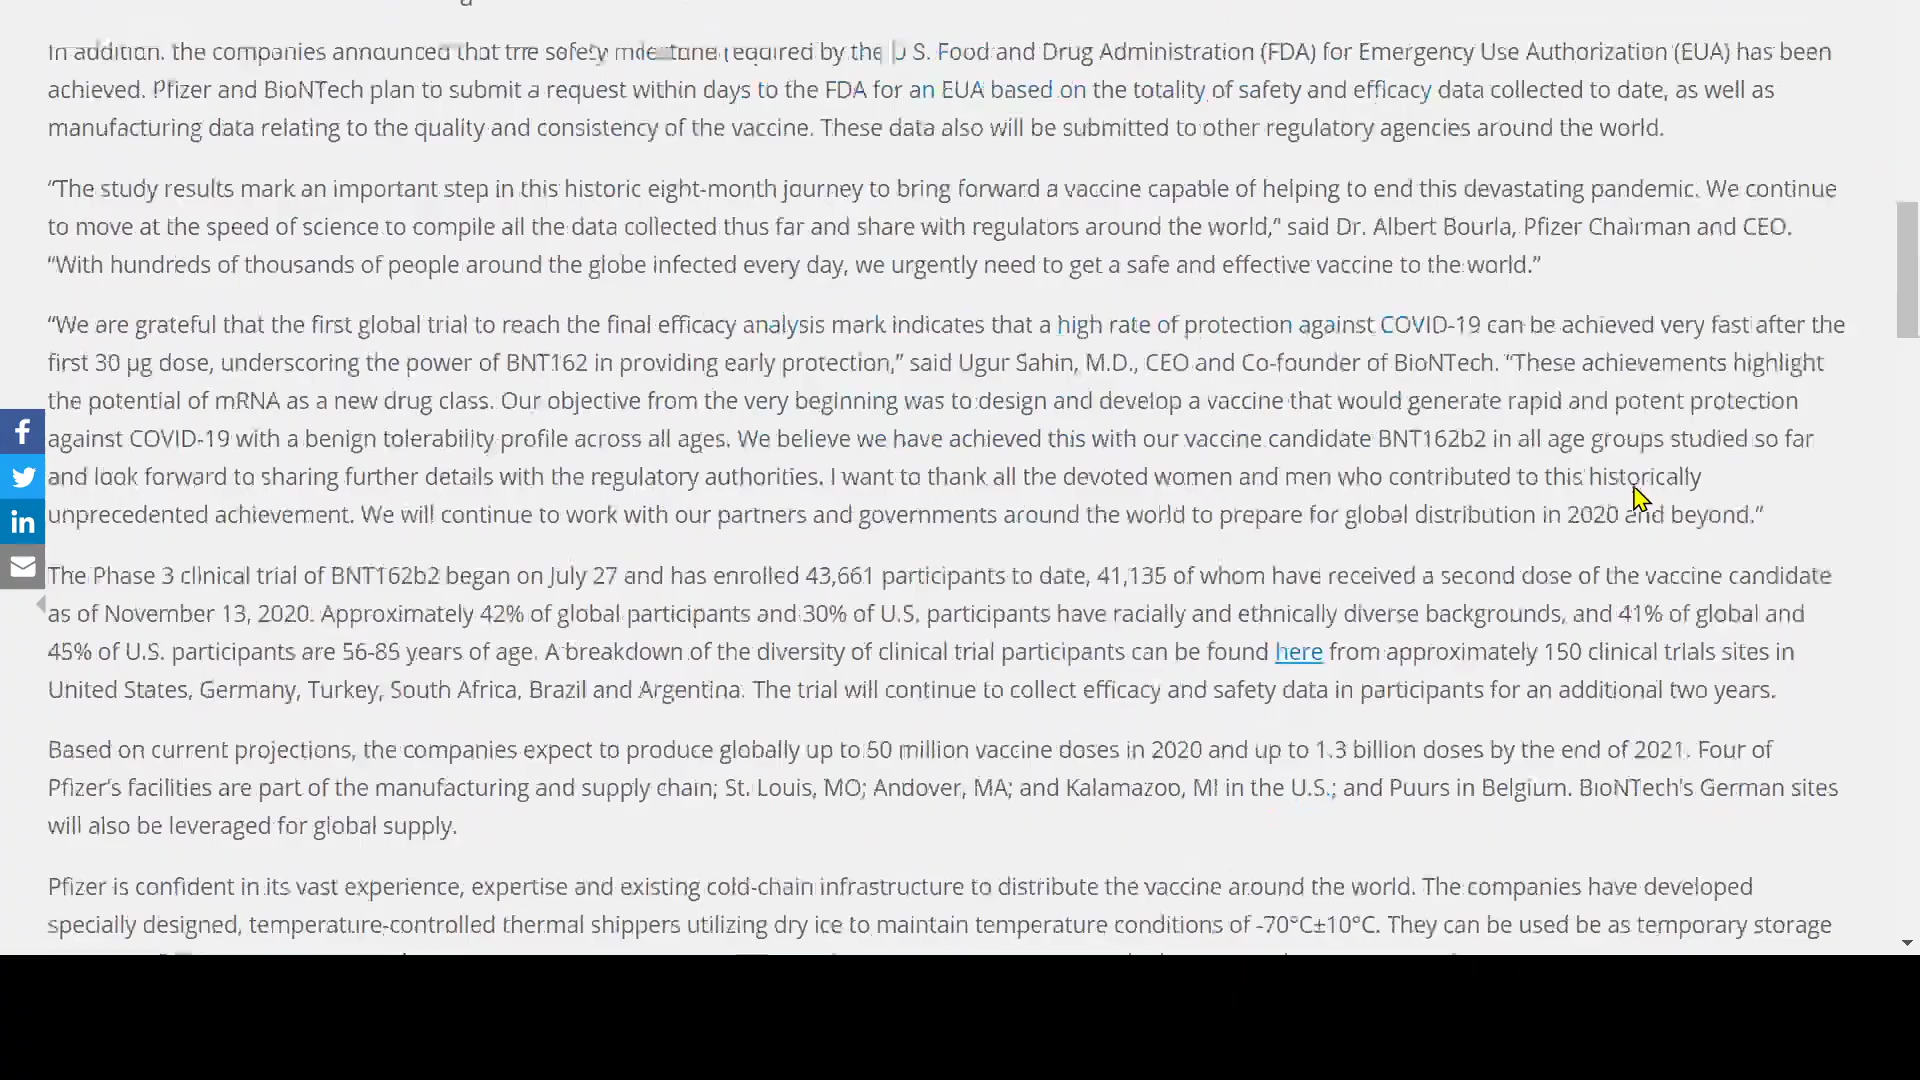 In addition, the companies announced that the safety milestone required by the U.S. Food and Drug Administration (FDA) for Emergency Use Authorization (EUA) has been
achieved. Pfizer and BioNTech plan to submit a request within days to the FDA for an EUA based on the totality of safety and efficacy data collected to date, as well as
manufacturing data relating to the quality and consistency of the vaccine. These data also will be submitted to other regulatory agencies around the world.
“The study results mark an important step in this historic eight-month journey to bring forward a vaccine capable of helping to end this devastating pandemic. We continue
to move at the speed of science to compile all the data collected thus far and share with regulators around the world,” said Dr. Albert Bourla, Pfizer Chairman and CEO.
“With hundreds of thousands of people around the globe infected every day, we urgently need to get a safe and effective vaccine to the world.”
“We are grateful that the first global trial to reach the final efficacy analysis mark indicates that a high rate of protection against COVID-19 can be achieved very fast after the
first 30 µg dose, underscoring the power of BNT162 in providing early protection,” said Ugur Sahin, M.D., CEO and Co-founder of BioNTech. “These achievements highlight
the potential of mRNA as a new drug class. Our objective from the very beginning was to design and develop a vaccine that would generate rapid and potent protection
against COVID-19 with a benign tolerability profile across all ages. We believe we have achieved this with our vaccine candidate BNT162b2 in all age groups studied so far
and look forward to sharing further details with the regulatory authorities. I want to thank all the devoted women and men who contributed to this historically
unprecedented achievement. We will continue to work with our partners and governments around the world to prepare for global distribution in 2020 and beyond.”
The Phase 3 clinical trial of BNT162b2 began on July 27 and has enrolled 43,661 participants to date, 41,135 of whom have received a second dose of the vaccine candidate
as of November 13, 2020. Approximately 42% of global participants and 30% of U.S. participants have racially and ethnically diverse backgrounds, and 41% of global and
45% of U.S. participants are 56-85 years of age. A breakdown of the diversity of clinical trial participants can be found here from approximately 150 clinical trials sites in
United States, Germany, Turkey, South Africa, Brazil and Argentina. The trial will continue to collect efficacy and safety data in participants for an additional two years.
Based on current projections, the companies expect to produce globally up to 50 million vaccine doses in 2020 and up to 1.3 billion doses by the end of 2021. Four of
Pfizer’s facilities are part of the manufacturing and supply chain; St. Louis, MO; Andover, MA; and Kalamazoo, MI in the U.S.; and Puurs in Belgium. BioNTech’s German sites
will also be leveraged for global supply.
Pfizer is confident in its vast experience, expertise and existing cold-chain infrastructure to distribute the vaccine around the world. The companies have developed
specially designed, temperature-controlled thermal shippers utilizing dry ice to maintain temperature conditions of -70°C±10°C. They can be used be as temporary storage